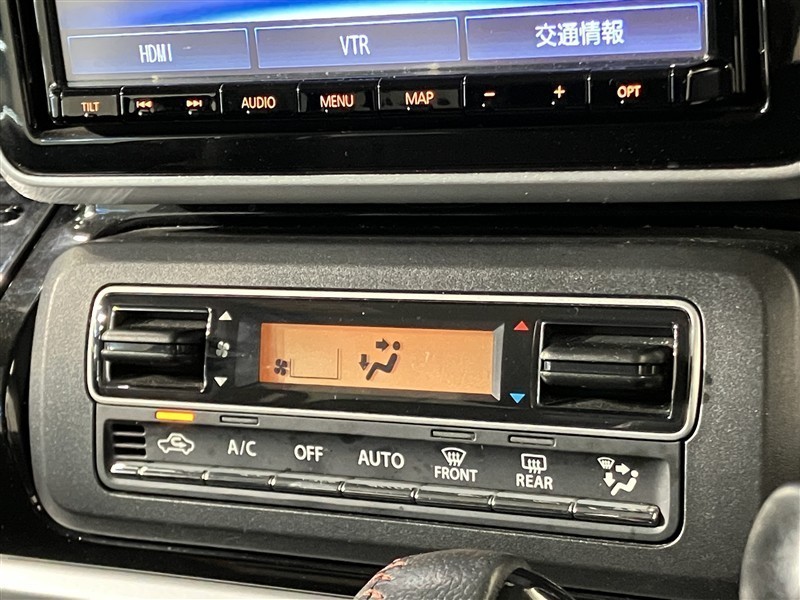 HDMI VTR 交通情報
TILT AUDIO MENU MAP - + OPT
A/C OFF AUTO FRONT REAR